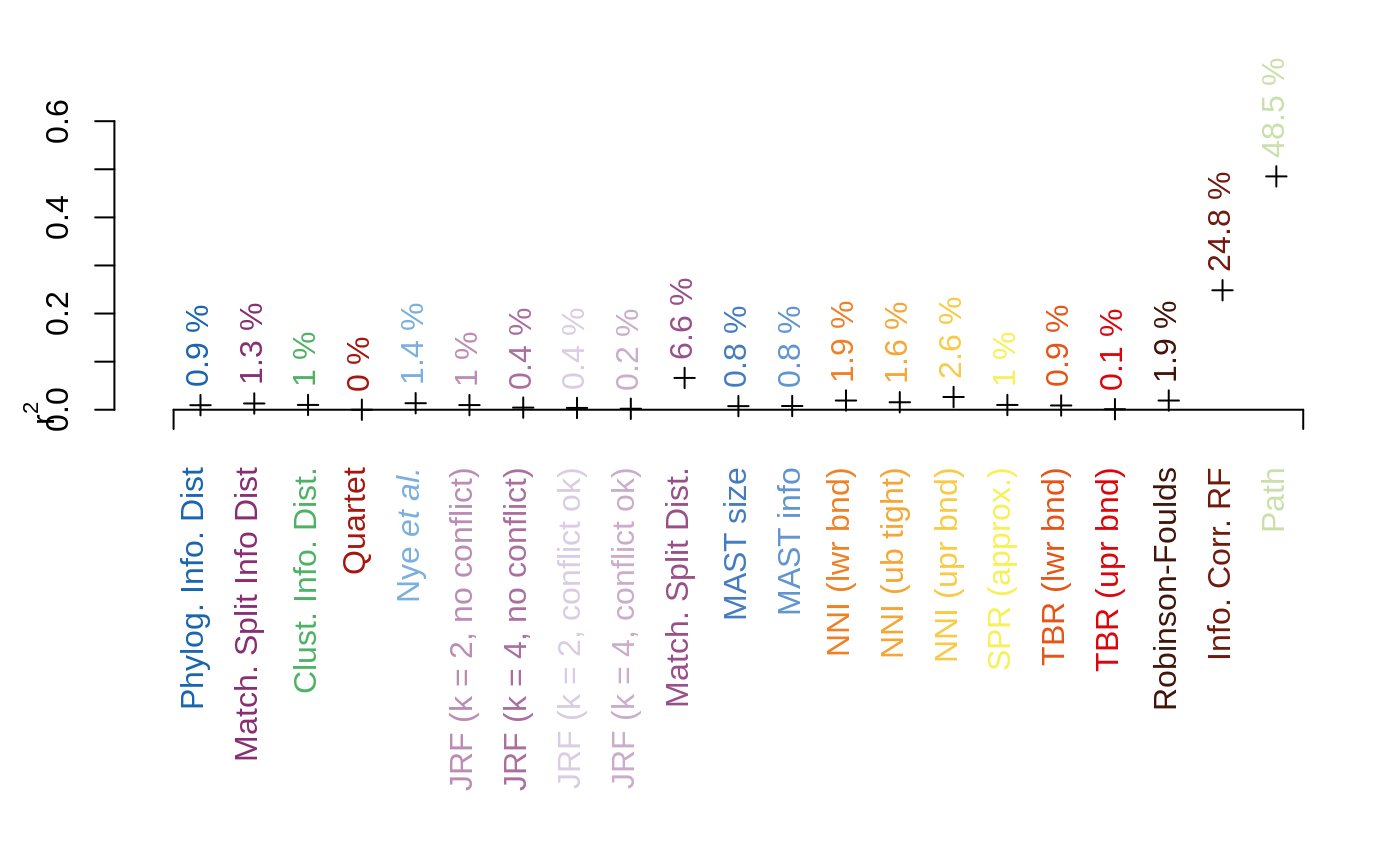 r2
0.0
0.2
0.4
0.6
0.9 %
1.3 %
1 %
0 %
1.4 %
1 %
0.4 %
0.4 %
0.2 %
6.6 %
0.8 %
0.8 %
1.9 %
1.6 %
2.6 %
1 %
0.9 %
0.1 %
1.9 %
24.8 %
48.5 %
Phylog. Info. Dist
Match. Split Info Dist
Clust. Info. Dist.
Quartet
Nye et al.
JRF (k = 2, no conflict)
JRF (k = 4, no conflict)
JRF (k = 2, conflict ok)
JRF (k = 4, conflict ok)
Match. Split Dist.
MAST size
MAST info
NNI (lwr bnd)
NNI (ub tight)
NNI (upr bnd)
SPR (approx.)
TBR (lwr bnd)
TBR (upr bnd)
Robinson-Foulds
Info. Corr. RF
Path